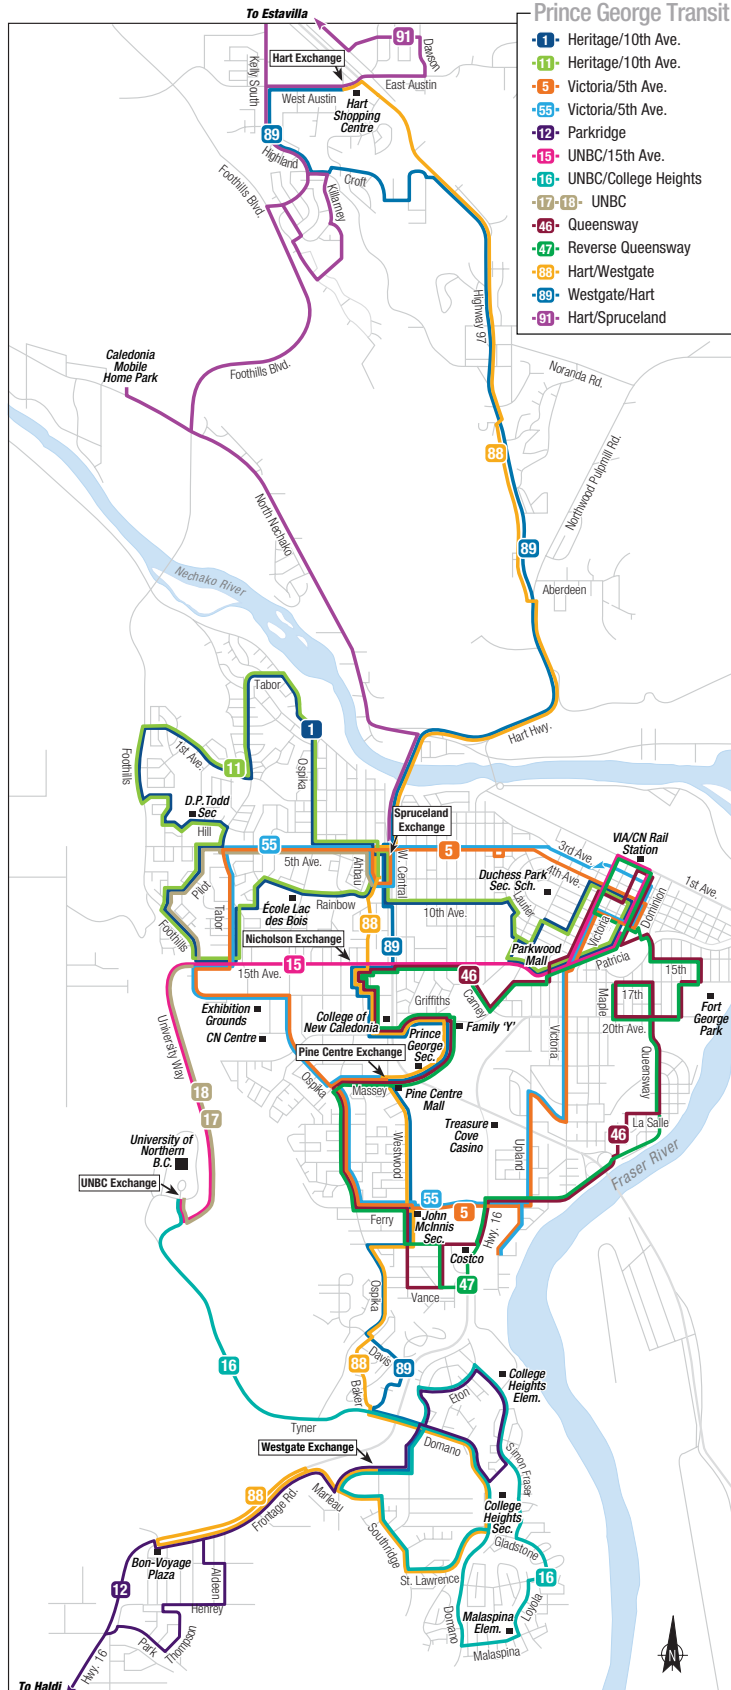 To Estavilla
Prince George Transit
1 Heritage/10th Ave.
11 Heritage/10th Ave.
5 Victoria/5th Ave.
55 Victoria/5th Ave.
12 Parkridge
15 UNBC/15th Ave.
16 UNBC/College Heights
17 18 UNBC
46 Queensway
47 Reverse Queensway
88 Hart/Westgate
89 Westgate/Hart
91 Hart/Spruceland
91
Dawson
Hart Exchange
Kelly South
East Austin
West Austin
Hart
Shopping
Centre
89
Highland
Croft
Killarney
Foothills Blvd.
Highway 97
Caledonia
Mobile
Home Park
Foothills Blvd.
Noranda Rd.
88
Northwood Pulpmill Rd.
North Nechako
89
Nechako River
Aberdeen
Tabor
1
Hart Hwy.
Foothills
1st Ave.
11
Ospika
D.P.Todd
Sec
Hill
Spruceland
Exchange
55
5th Ave.
Ahbau
W. Central
5
3rd Ave.
4th Ave.
VIA/CN Rail
Station
1st Ave.
Duchess Park
Sec. Sch.
Laurier
Dominion
Pilot
Tabor
École Lac
des Bois
Rainbow
10th Ave.
88
89
Victoria
Foothills
Nicholson Exchange
Parkwood
Mall
Patricia
15
15th Ave.
46
15th
Carney
Maple
17th
20th Ave.
Fort
George
Park
Griffiths
Exhibition
Grounds
CN Centre
College of
New Caledonia
Family ‘Y’
Prince
George
Sec.
University Way
Pine Centre Exchange
Victoria
Queensway
Ospika
Massey
Pine Centre
Mall
18
17
Treasure
Cove
Casino
La Salle
46
Westwood
Upland
University of
Northern
B.C.
Fraser River
UNBC Exchange
55
5
Ferry
John
McInnis
Sec.
Hwy. 16
Costco
47
Vance
Ospika
16
88
Davis
89
Baker
Eton
College
Heights
Elem.
Tyner
Westgate Exchange
Domano
Simon Fraser
88
Frontage Rd.
Marleau
College
Heights
Sec.
Southridge
Gladstone
Bon-Voyage
Plaza
St. Lawrence
16
12
Aldeen
Henrey
Domano
Loyola
Malaspina
Elem.
Park
Thompson
Malaspina
Hwy. 16
N
To Haldi